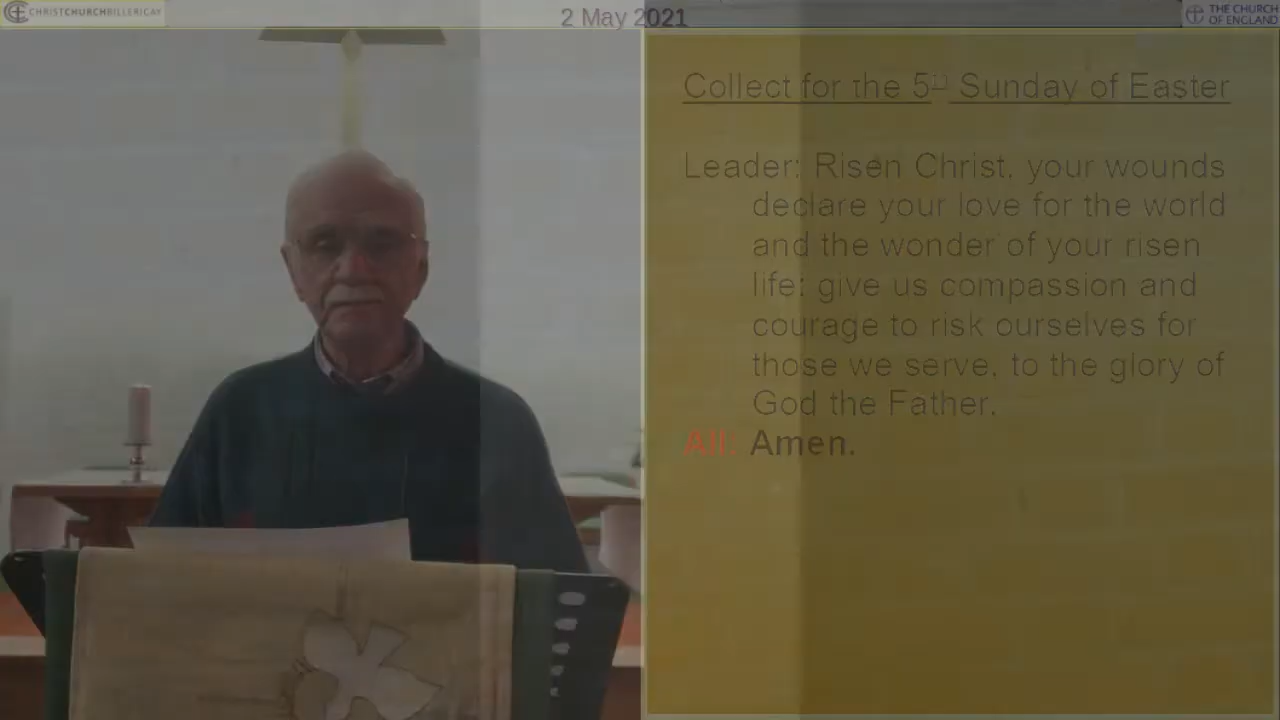 CHRISTCHURCHBILLERICAY
2 May 2021
THE CHURCH
OF ENGLAND
Collect for the 5th Sunday of Easter
Leader: Risen Christ, your wounds
declare your love for the world
and the wonder of your risen
life: give us compassion and
courage to risk ourselves for
those we serve, to the glory of
God the Father.
All: Amen.